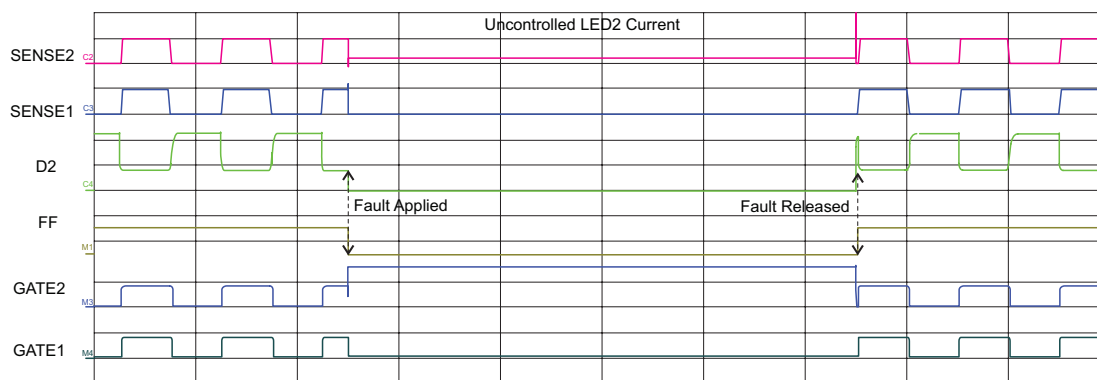 Uncontrolled LED2 Current
SENSE2 C2
SENSE1 C3
D2
C4
Fault Applied
Fault Released
FF
M1
GATE2 M3
GATE1 M4